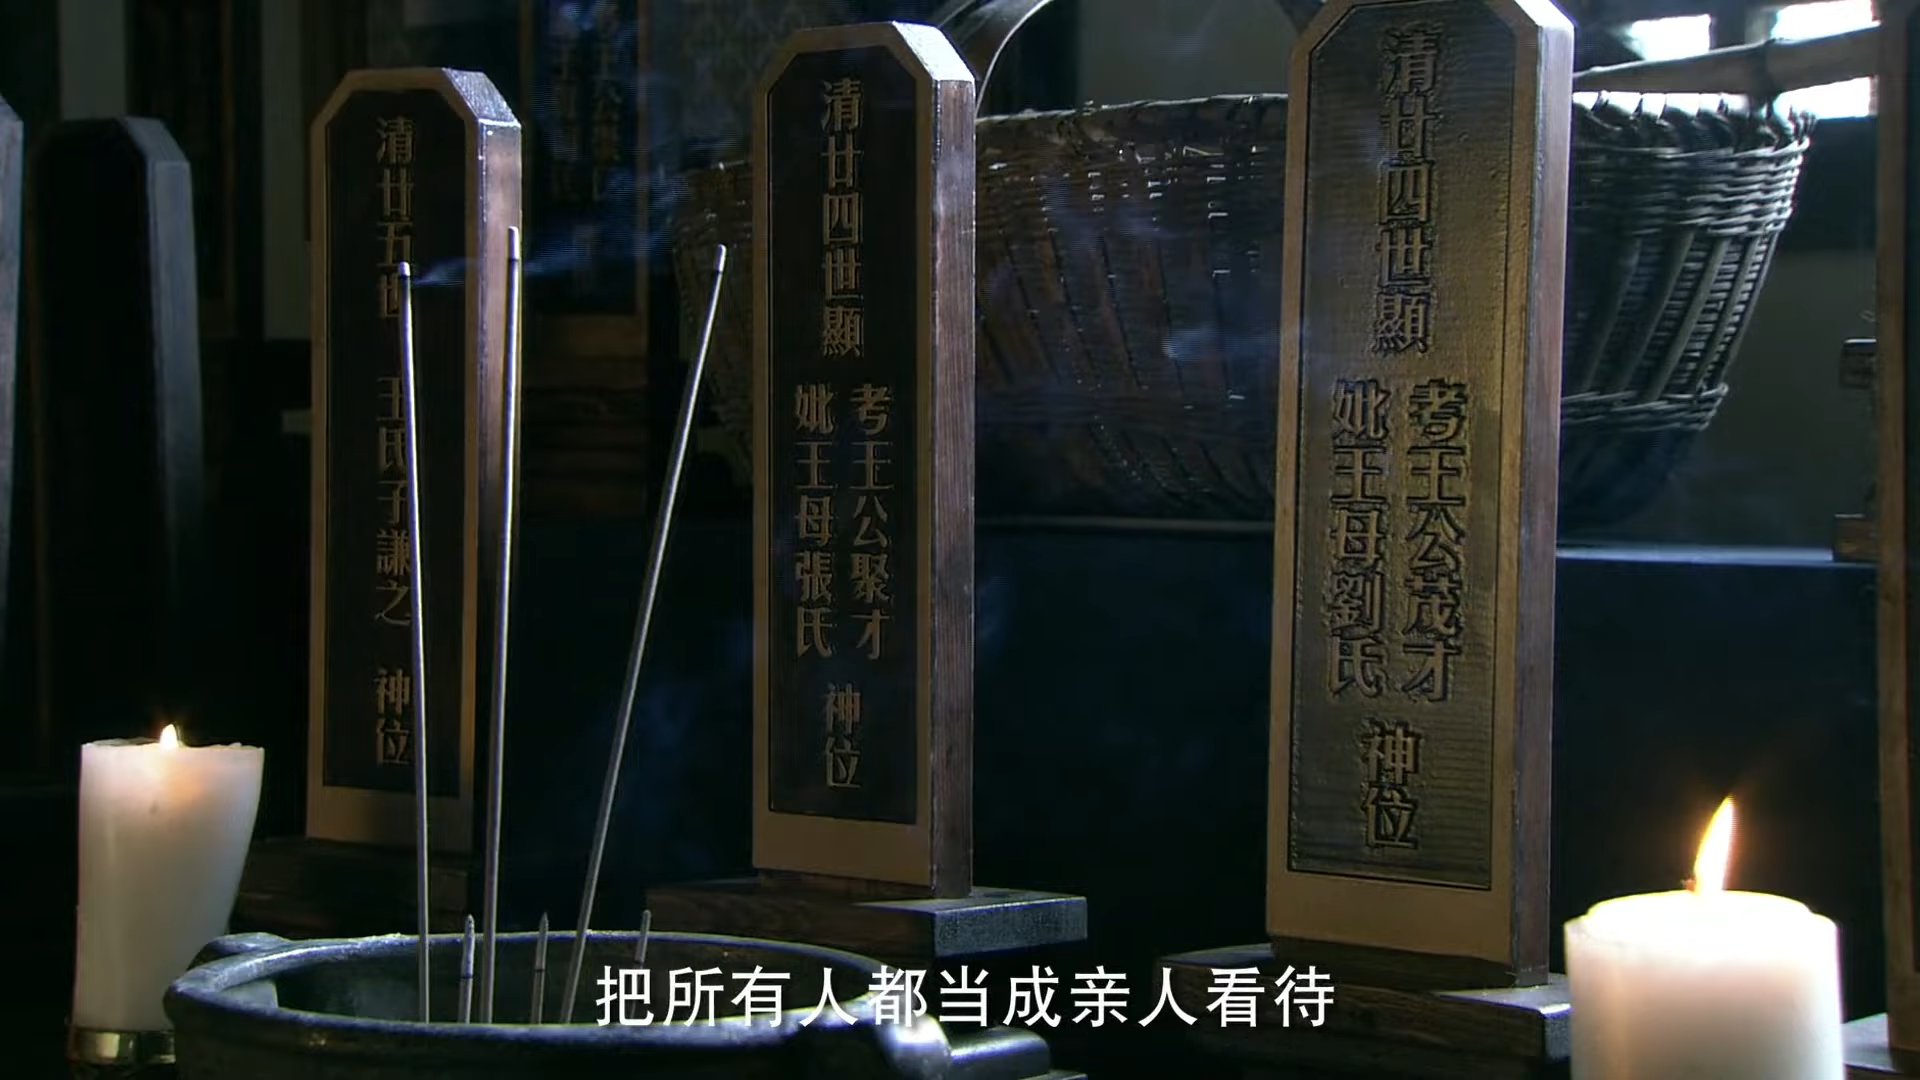 清廿五世 王氏子謙之 神位
清廿四世顯
考王公聚才
妣王母張氏
神位
清廿四世顯
考王公茂才
妣王母劉氏
神位
把所有人都当成亲人看待